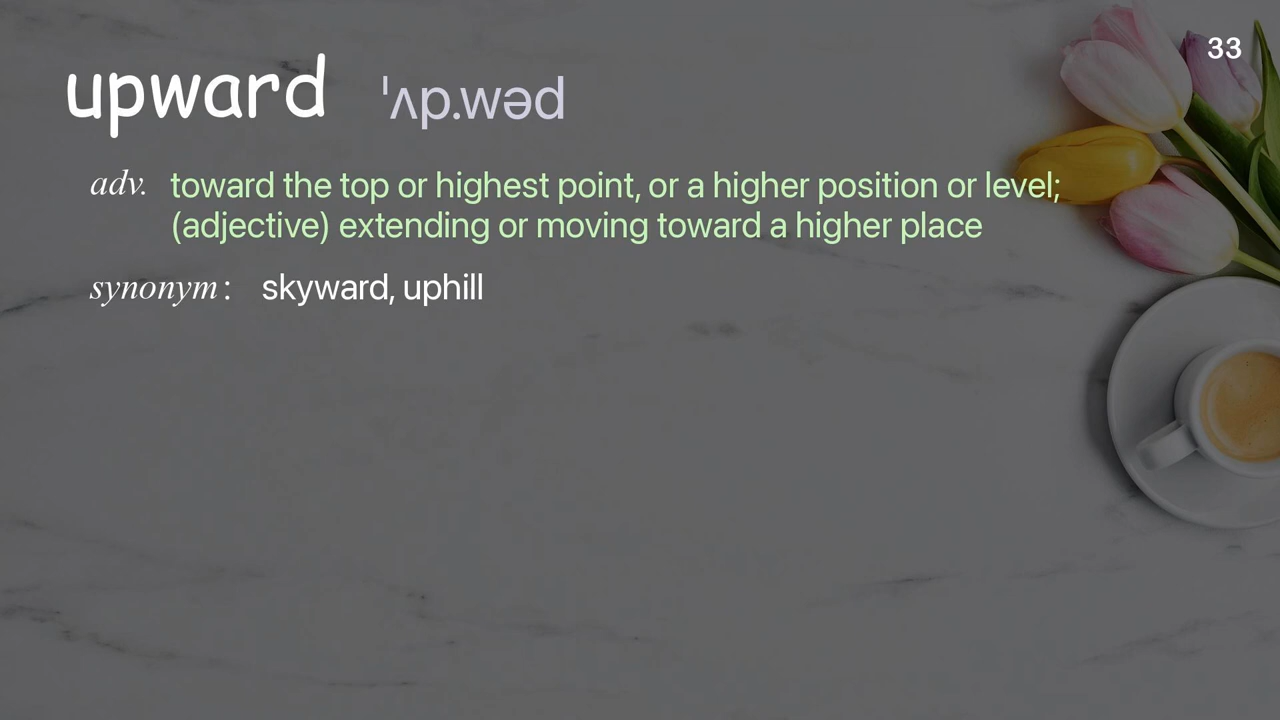 33
upward ˈʌp.wəd
adv. toward the top or highest point, or a higher position or level;
(adjective) extending or moving toward a higher place
synonym : skyward, uphill